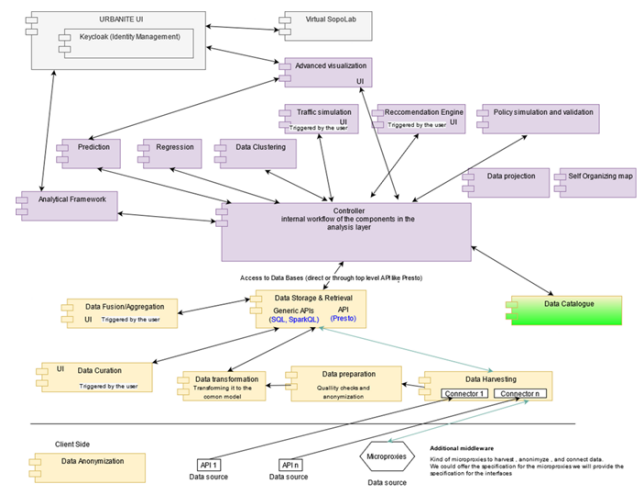 URBANITE UI
Keycloak (Identity Management)
Virtual SopoLab
Advanced visualization
UI
Traffic simulation
UI
Triggered by the user
Reccomendation Engine
Triggered by the user UI
Policy simulation and validation
Prediction
Regression
Data Clustering
Data projection
Self Organizing map
Analytical Framework
Controller
internal workflow of the components in the
analysis layer
Access to Data Bases (direct or through top level API like Presto)
Data Fusion/Aggregation
UI Triggered by the user
Data Storage & Retrieval
Generic APIs
(SQL, SparkQL)
API
(Presto)
Data Catalogue
UI
Data Curation
Triggered by the user
Data transformation
Transforming it to the
comon model
Data preparation
Quallity checks and
anonymization
Data Harvesting
Connector 1
Connector n
Client Side
Data Anonymization
API 1
Data source
API n
Data source
Microproxies
Data source
Additional middleware
Kind of microproxies to harvest , anonimyze , and connect data.
We could offer the specification for the microproxies we will provide the
specification for the interfaces